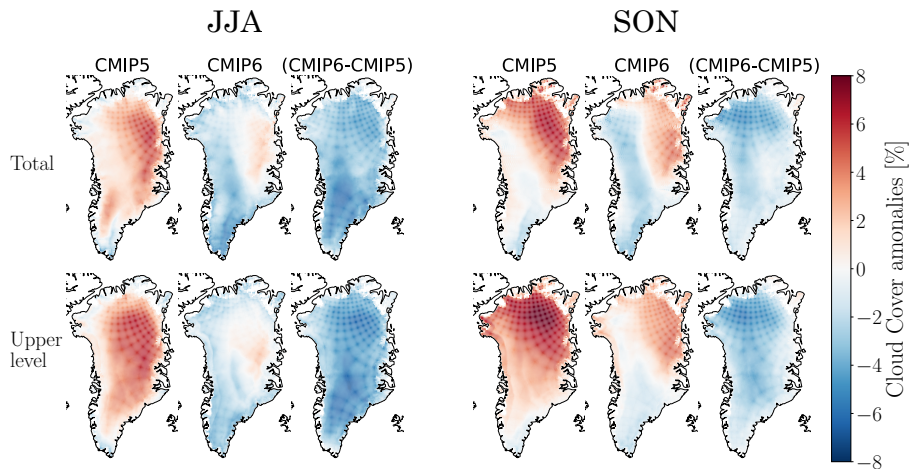 JJA SON
CMIP5 CMIP6 (CMIP6-CMIP5) CMIP5 CMIP6 (CMIP6-CMIP5)
Total
Upper
level
8
6
4
2
0
−2
−4
−6
−8
Cloud Cover amonalies [%]